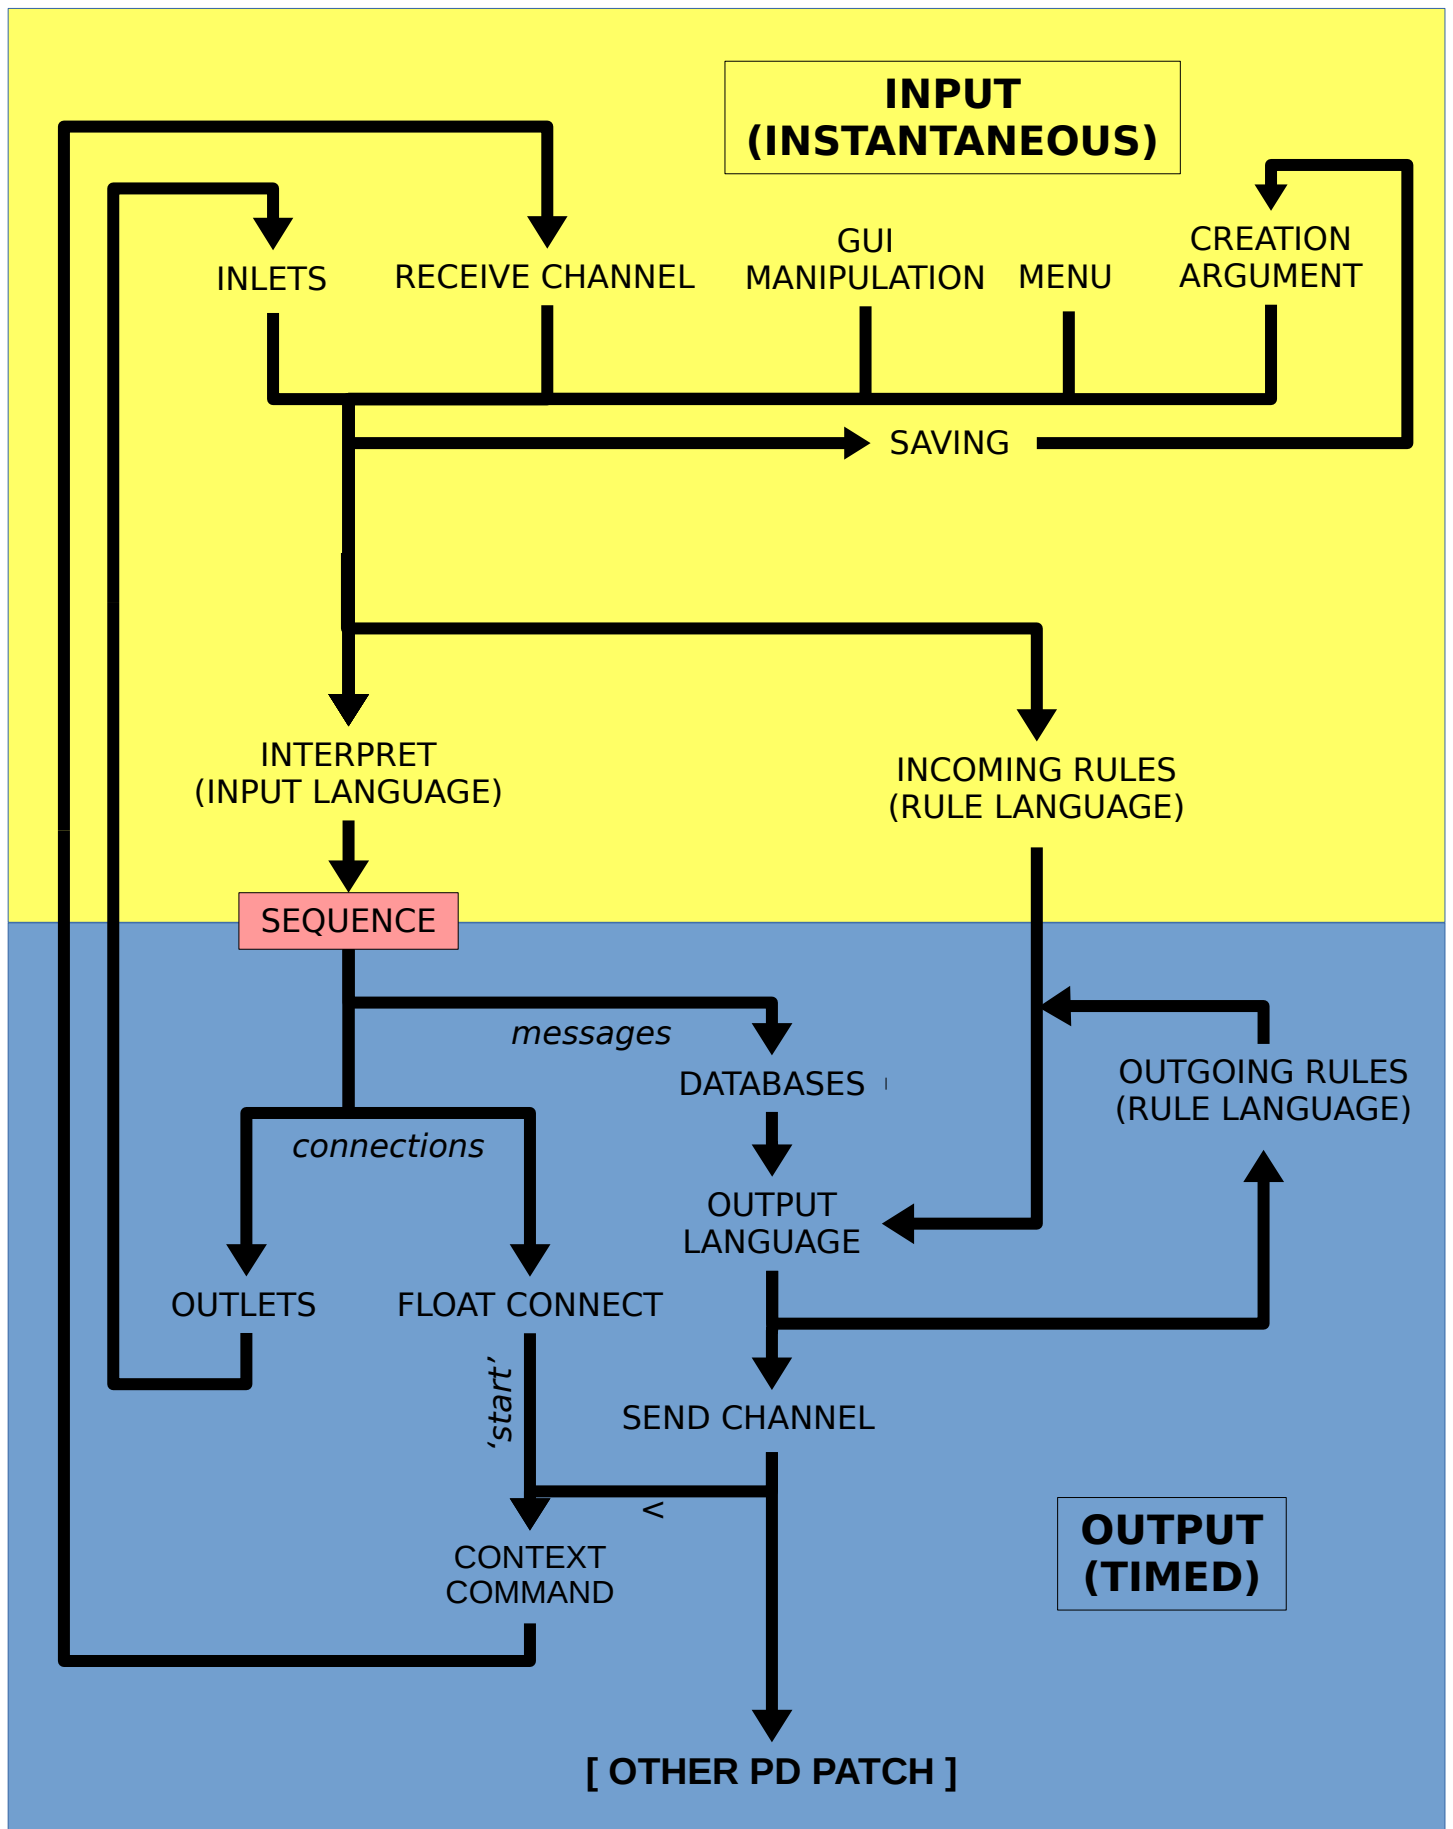 INPUT
(INSTANTANEOUS)
INLETS
RECEIVE CHANNEL
GUI
MANIPULATION
MENU
CREATION
ARGUMENT
SAVING
INTERPRET
(INPUT LANGUAGE)
INCOMING RULES
(RULE LANGUAGE)
SEQUENCE
messages
DATABASES
OUTGOING RULES
(RULE LANGUAGE)
connections
OUTPUT
LANGUAGE
OUTLETS
FLOAT CONNECT
‘start’
SEND CHANNEL
<
CONTEXT
COMMAND
OUTPUT
(TIMED)
[ OTHER PD PATCH ]